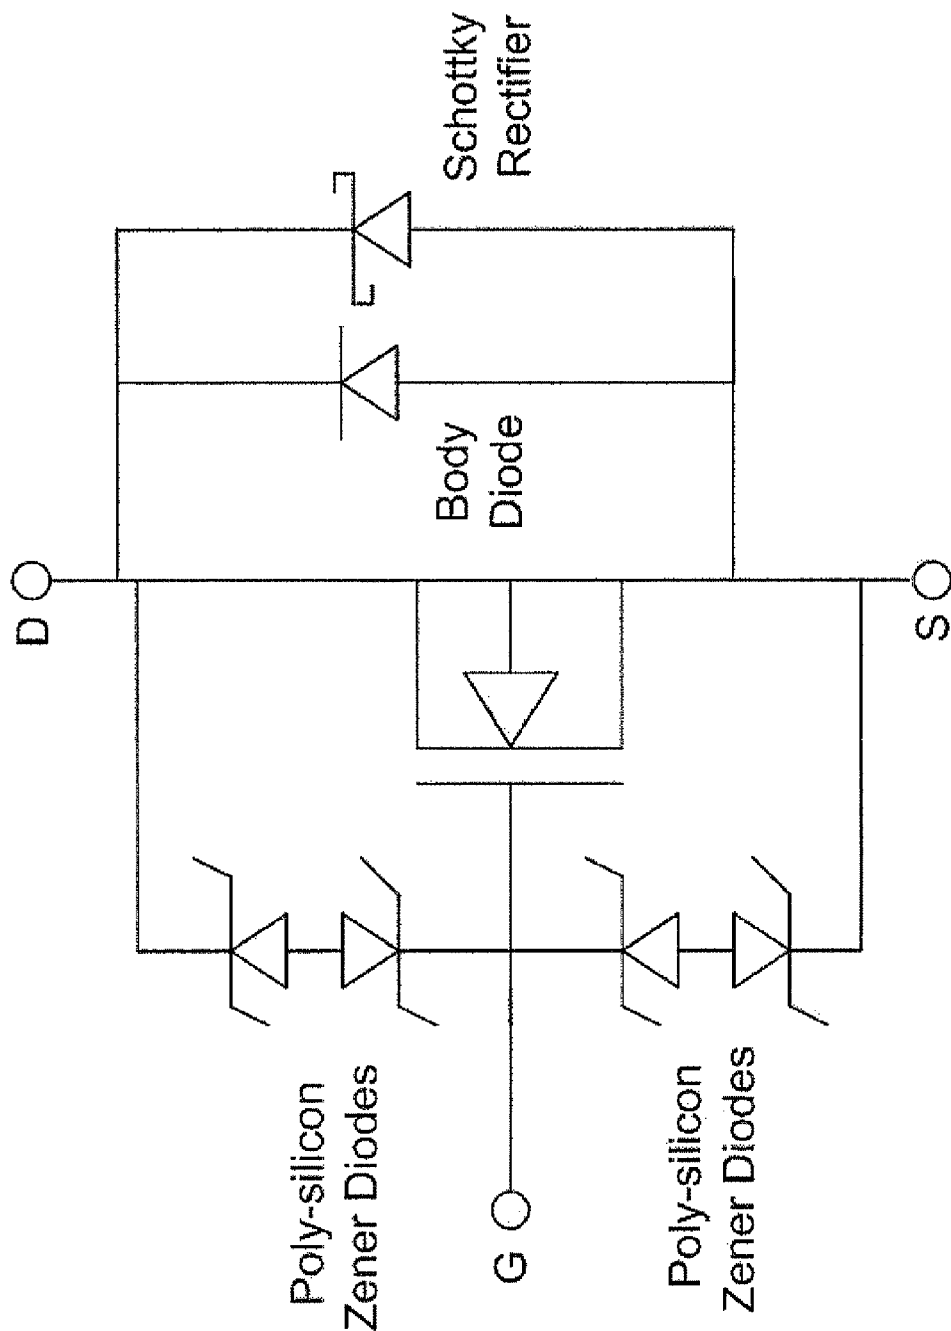 D
Schottky
Rectifier
Body
Diode
Poly-silicon
Zener Diodes
G
Poly-silicon
Zener Diodes
S